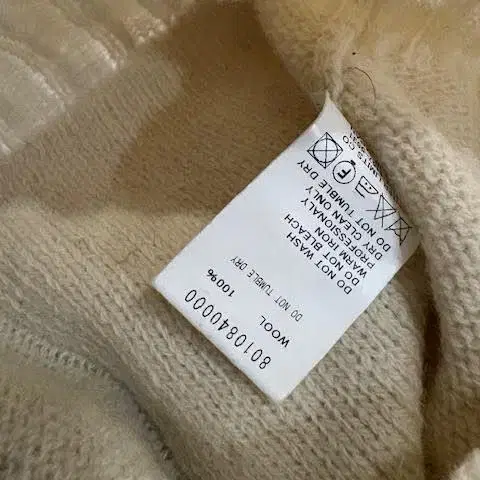 DO NOT WASH
DO NOT BLEACH
WARM IRON
PROFESSIONALY
DRY CLEAN ONLY
DO NOT TUMBLE DRY
F
DO NOT TUMBLE DRY
100%
WOOL
8010840000